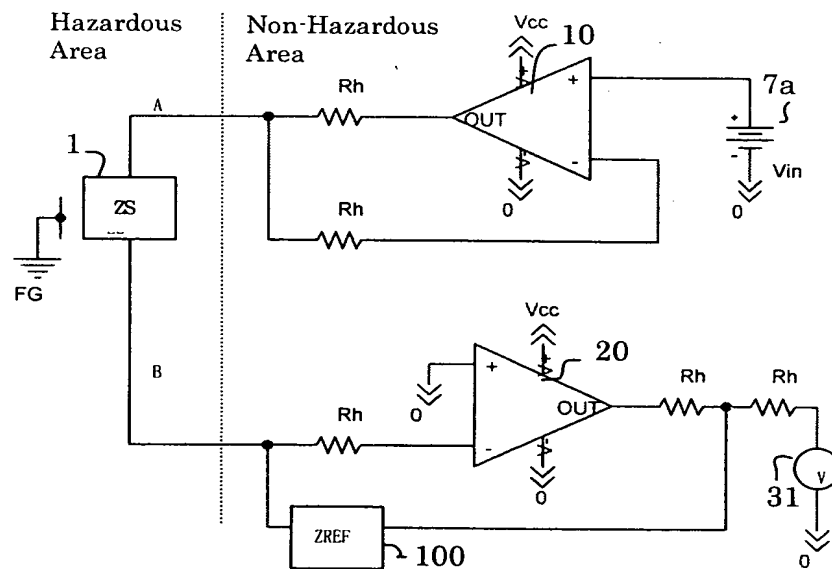 Hazardous
Area
Non-Hazardous
Area
Vcc
10
7a
Rh
+
V+
OUT
-
V-
0
+
-
Vin
0
A
1
ZS
FG
Rh
B
Vcc
20
+
V+
0
Rh
OUT
-
V-
0
Rh
Rh
31
V
0
ZREF
100